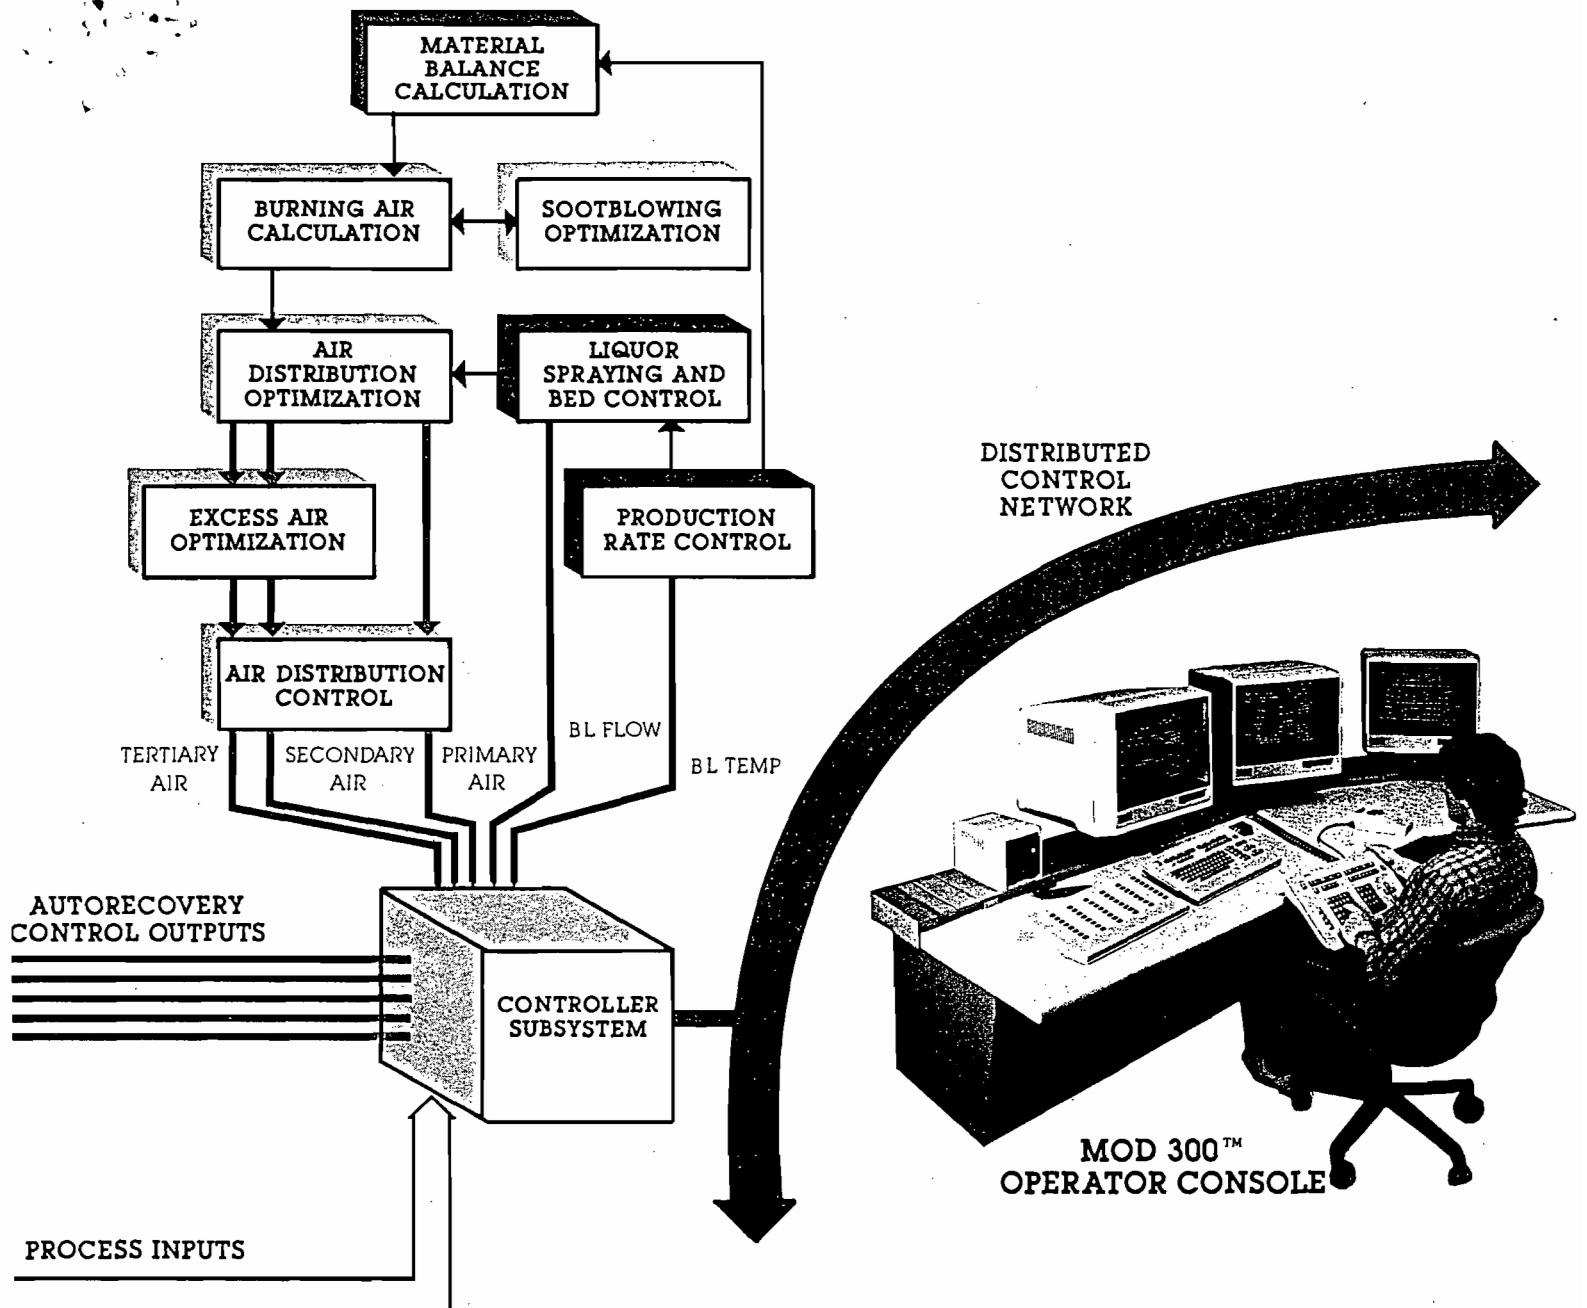 MATERIAL
BALANCE
CALCULATION
BURNING AIR
CALCULATION
SOOTBLOWING
OPTIMIZATION
AIR
DISTRIBUTION
OPTIMIZATION
LIQUOR
SPRAYING AND
BED CONTROL
EXCESS AIR
OPTIMIZATION
PRODUCTION
RATE CONTROL
DISTRIBUTED
CONTROL
NETWORK
AIR DISTRIBUTION
CONTROL
TERTIARY
AIR
SECONDARY
AIR
PRIMARY
AIR
BL FLOW
BL TEMP
AUTORECOVERY
CONTROL OUTPUTS
CONTROLLER
SUBSYSTEM
MOD 300™
OPERATOR CONSOLE
PROCESS INPUTS